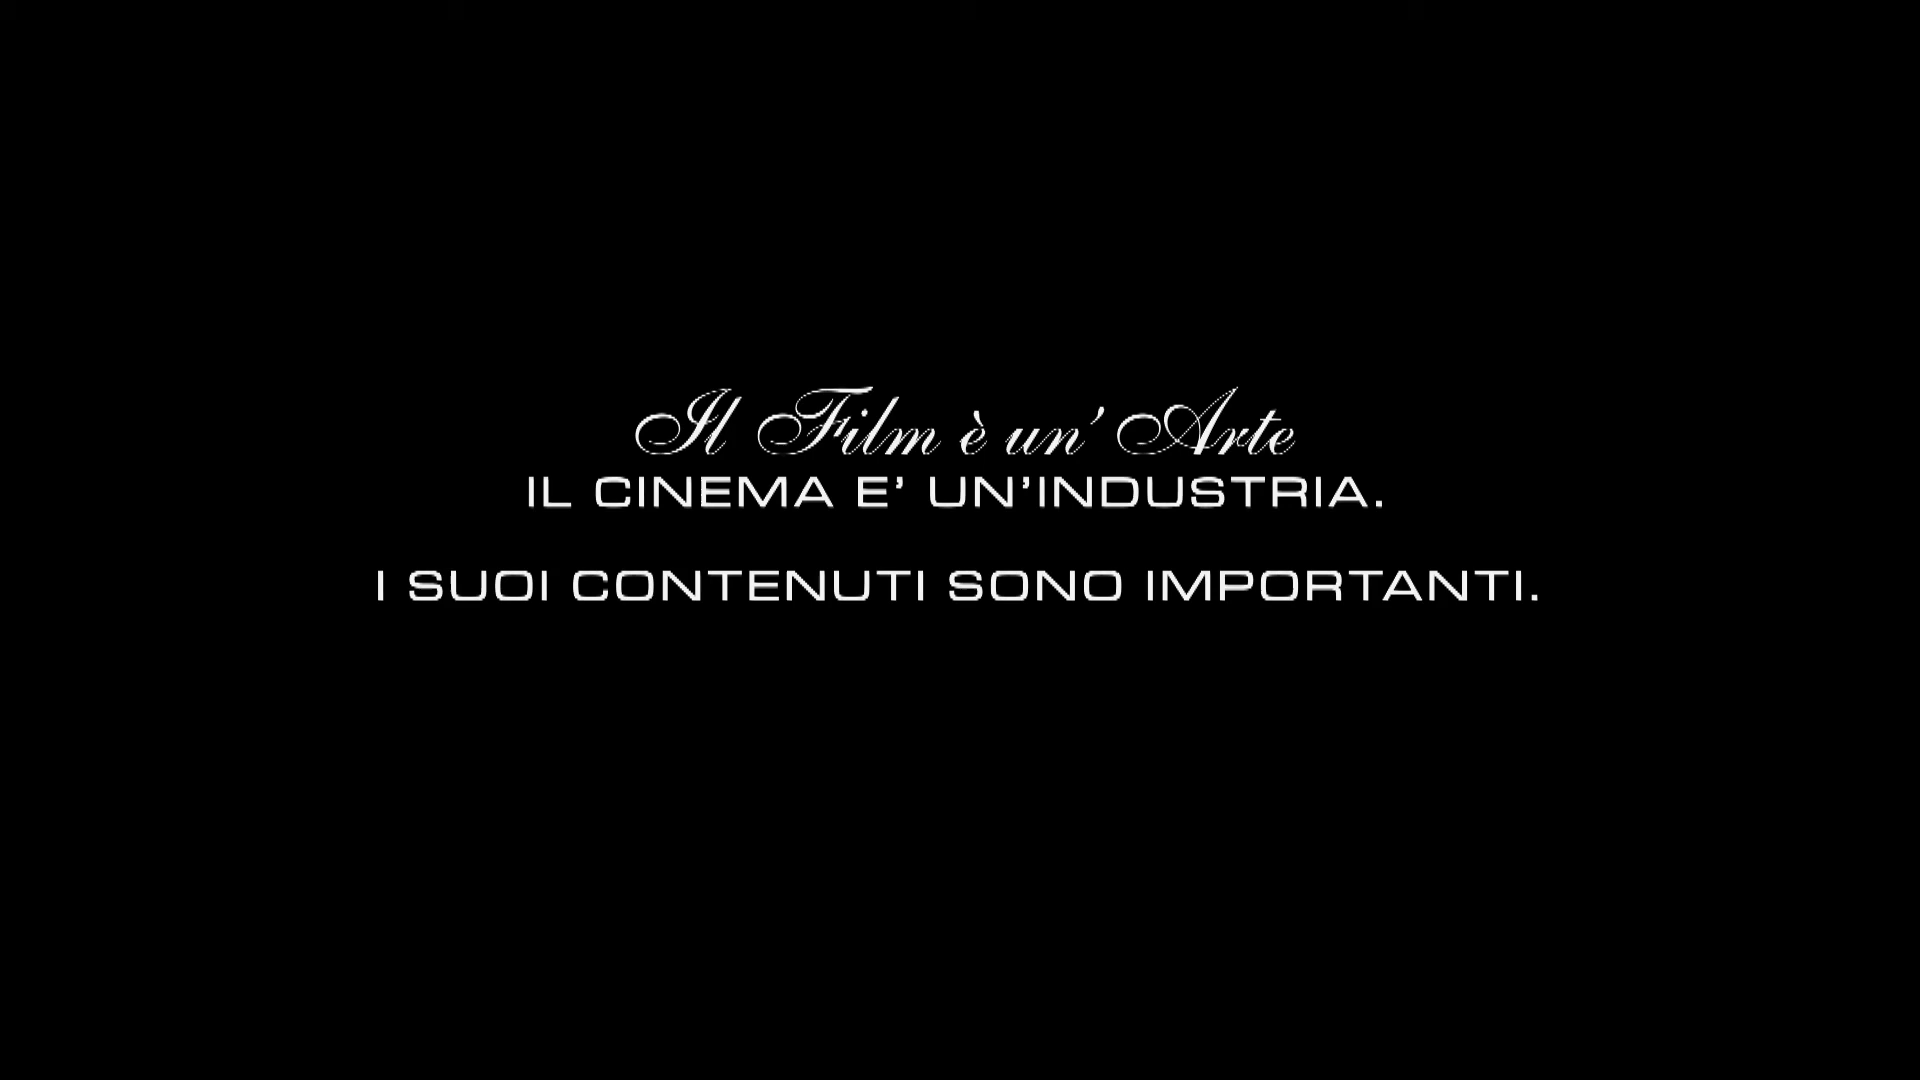 Il Film è un' Arte
IL CINEMA E' UN'INDUSTRIA.
I SUOI CONTENUTI SONO IMPORTANTI.